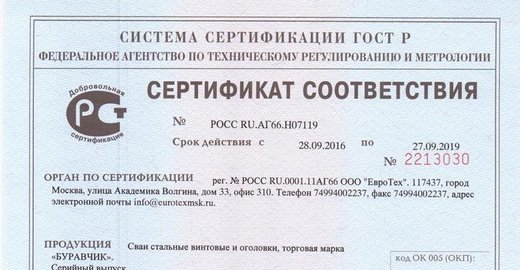 СИСТЕМА СЕРТИФИКАЦИИ ГОСТ Р
ФЕДЕРАЛЬНОЕ АГЕНТСТВО ПО ТЕХНИЧЕСКОМУ РЕГУЛИРОВАНИЮ И МЕТРОЛОГИИ
Добровольная
РСТ
сертификация
СЕРТИФИКАТ СООТВЕТСТВИЯ
№ РОСС RU.АГ66.Н07119
Срок действия с 28.09.2016 по 27.09.2019
№ 2213030
ОРГАН ПО СЕРТИФИКАЦИИ рег. № РОСС RU.0001.11АГ66 ООО "ЕвроТех". 117437, город
Москва, улица Академика Волгина, дом 33, офис 310. Телефон 74994002237, факс 74994002237, адрес
электронной почты info@eurotexmsk.ru.
ПРОДУКЦИЯ Сваи стальные винтовые и оголовки, торговая марка
«БУРАВЧИК».
Серийный выпуск
код ОК 005 (ОКП):